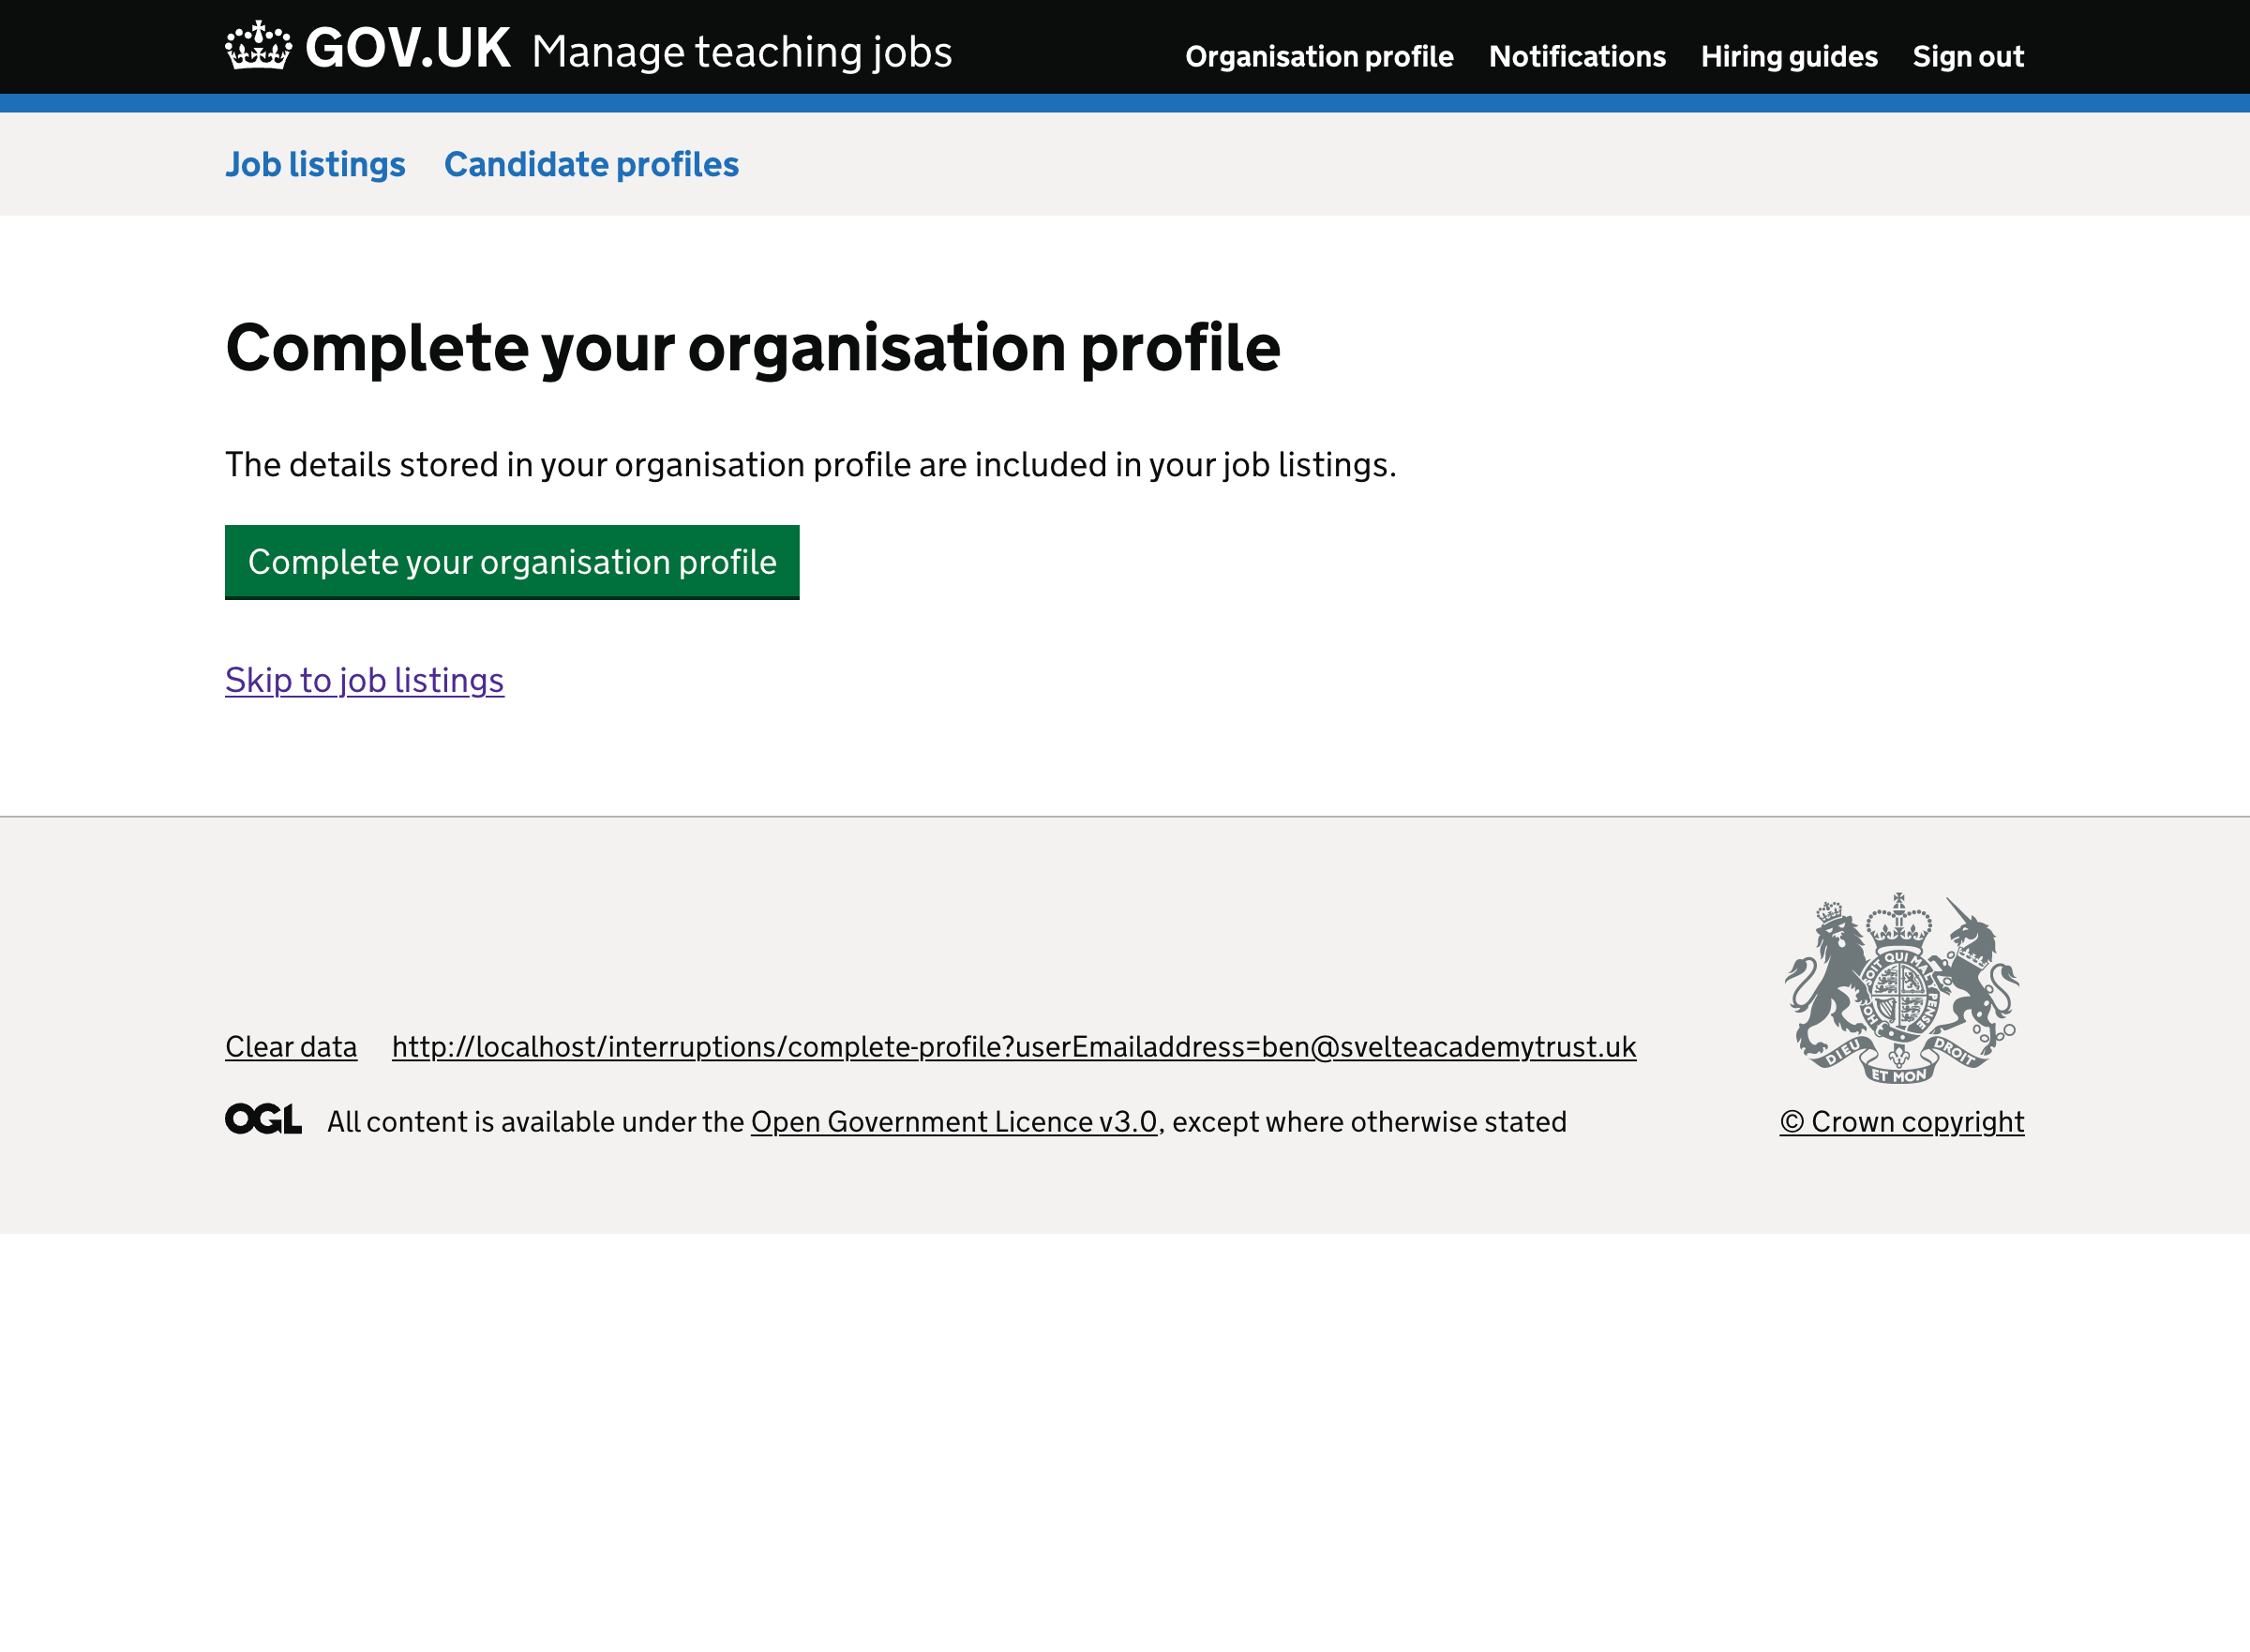 GOV.UK Manage teaching jobs
Organisation profile Notifications Hiring guides Sign out
Job listings Candidate profiles
Complete your organisation profile
The details stored in your organisation profile are included in your job listings.
Complete your organisation profile
Skip to job listings
Clear data http://localhost/interruptions/complete-profile?userEmailaddress=ben@svelteacademytrust.uk
OGL All content is available under the Open Government Licence v3.0, except where otherwise stated
SOIT QUI MAL Y PENSE
DIEU ET MON DROIT
© Crown copyright